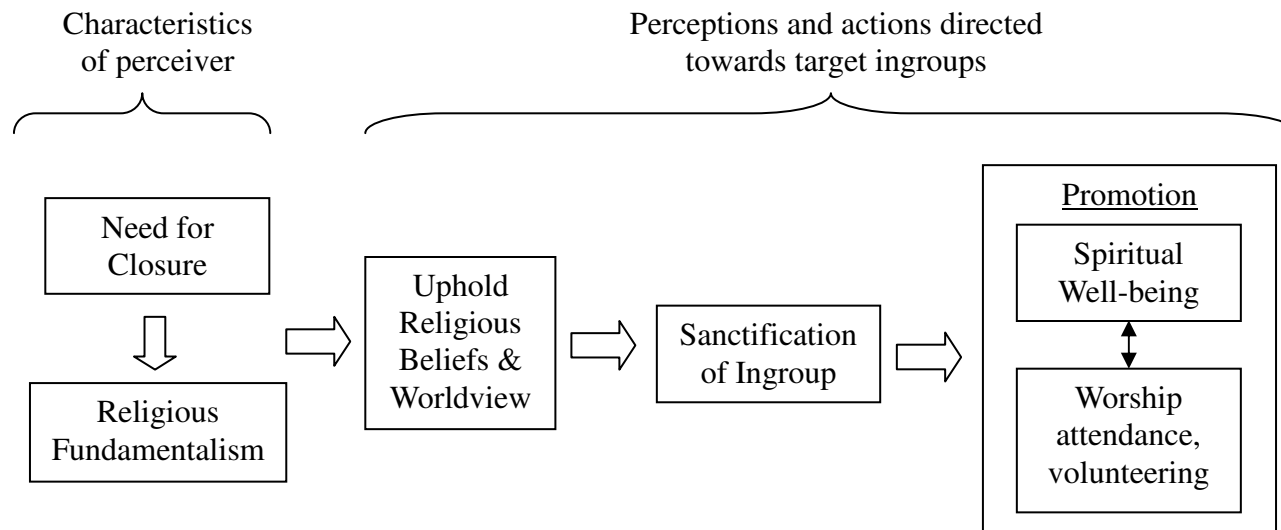 Characteristics
of perceiver
Perceptions and actions directed
towards target ingroups
Need for
Closure
Religious
Fundamentalism
Uphold
Religious
Beliefs &
Worldview
Sanctification
of Ingroup
Promotion
Spiritual
Well-being
Worship
attendance,
volunteering